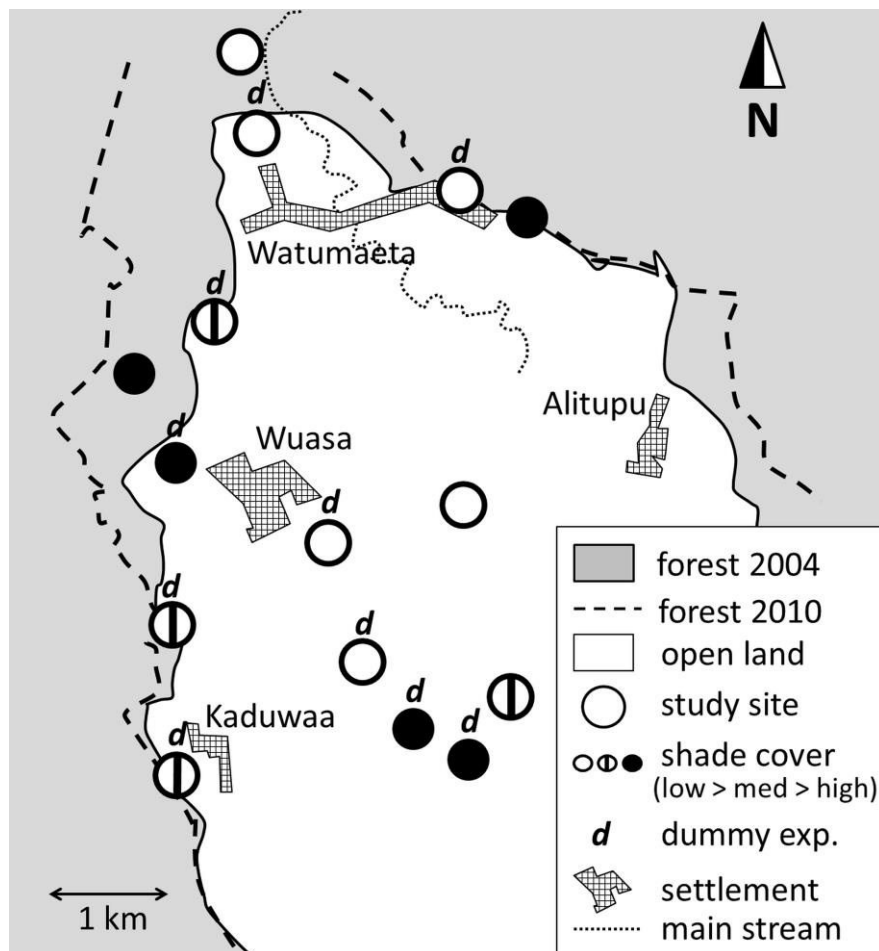 d
N
d
Watumaeta
d
Alitupu
d
Wuasa
d
d
d
d
d
Kaduwaa
d
1 km
forest 2004
forest 2010
open land
study site
shade cover
(low > med > high)
d dummy exp.
settlement
main stream